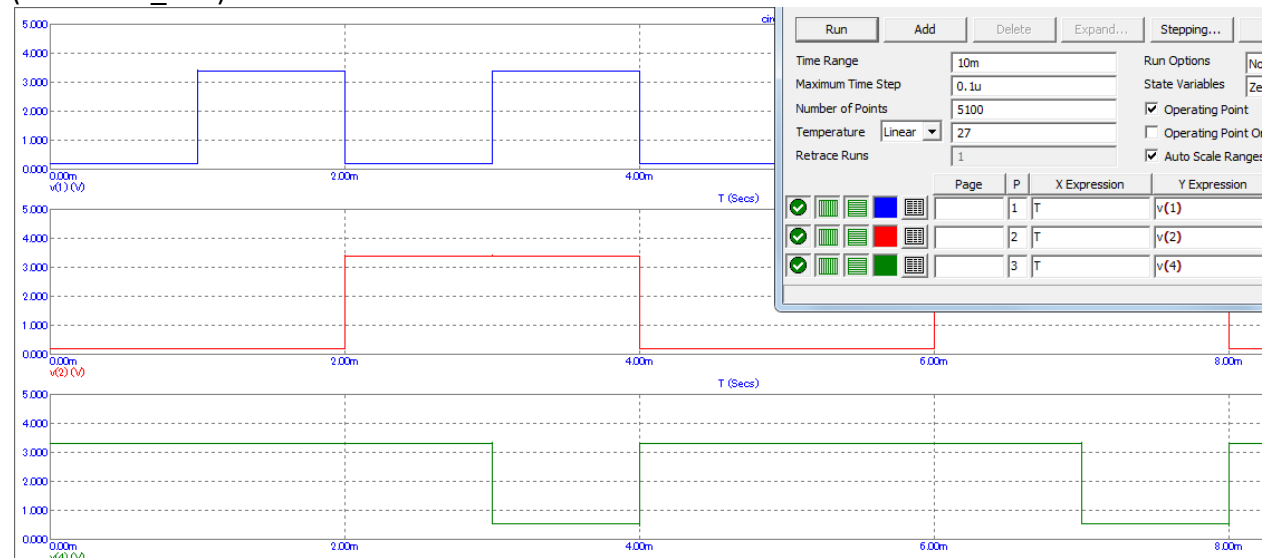 5.000
4.000
3.000
2.000
1.000
0.000
0.00m 2.00m 4.00m
v(1) (V)
T (Secs)
5.000
4.000
3.000
2.000
1.000
0.000
0.00m 2.00m 4.00m 6.00m 8.00m
v(2) (V)
T (Secs)
5.000
4.000
3.000
2.000
1.000
0.000
0.00m 2.00m 4.00m 6.00m 8.00m
v(4) (V)
Run Add Delete Expand... Stepping...
Time Range 10m Run Options
Maximum Time Step 0.1u State Variables
Number of Points 5100 Operating Point
Temperature Linear 27 Operating Point
Retrace Runs 1 Auto Scale Ranges
Page P X Expression Y Expression
1 T v(1)
2 T v(2)
3 T v(4)